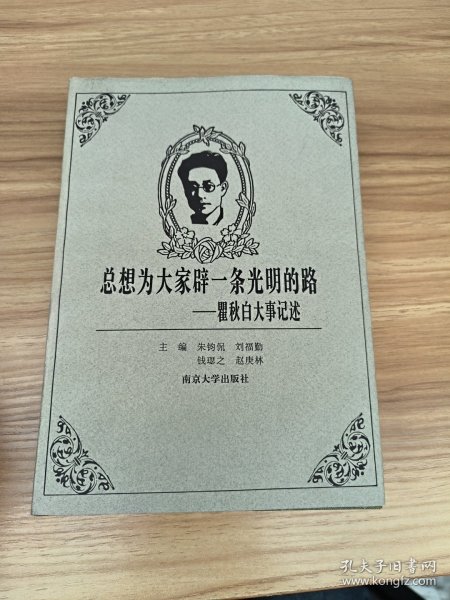 总想为大家辟一条光明的路
——瞿秋白大事记述
主 编 朱钧侃 刘福勤
钱璎之 赵庚林
南京大学出版社
孔夫子旧书网
www.kongfz.com